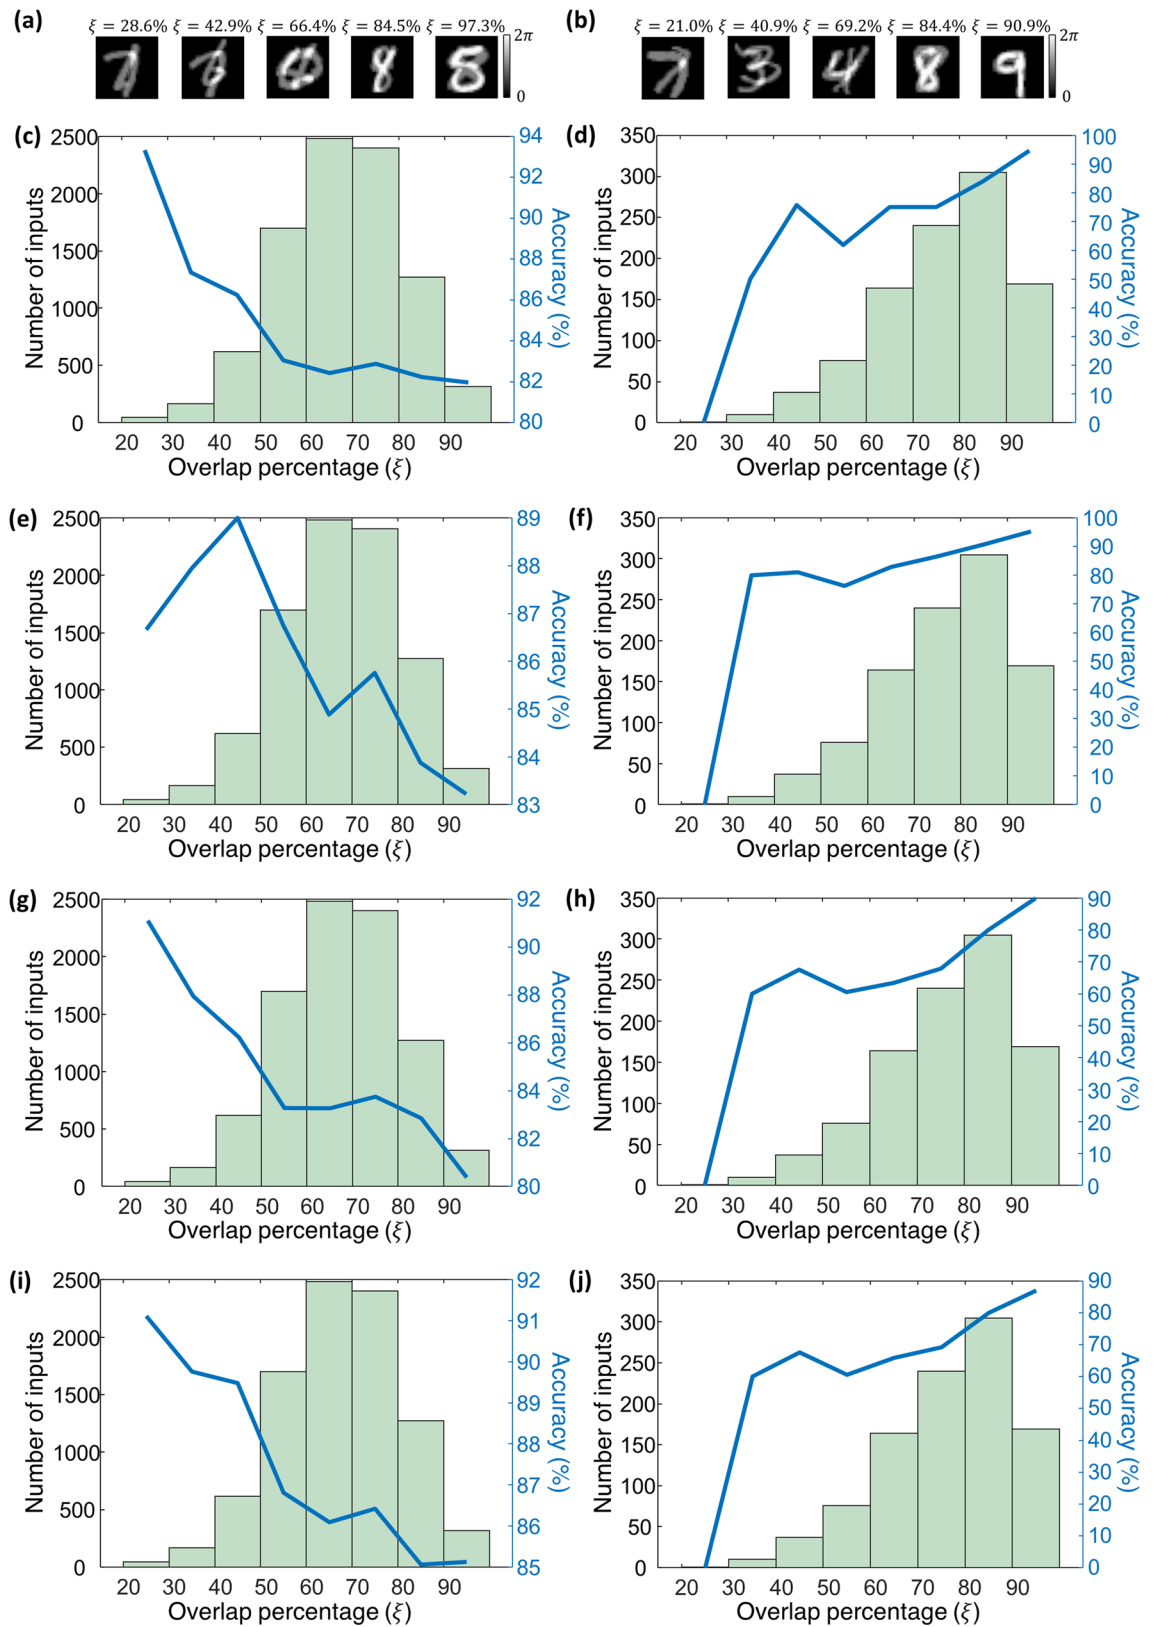 (a)
ξ = 28.6% ξ = 42.9% ξ = 66.4% ξ = 84.5% ξ = 97.3%
2π
0
(b)
ξ = 21.0% ξ = 40.9% ξ = 69.2% ξ = 84.4% ξ = 90.9%
2π
0
(c)
Number of inputs
2500
2000
1500
1000
500
0
94
92
90
88
86
84
82
80
Accuracy (%)
20 30 40 50 60 70 80 90
Overlap percentage (ξ)
(d)
Number of inputs
350
300
250
200
150
100
50
0
100
90
80
70
60
50
40
30
20
10
0
Accuracy (%)
20 30 40 50 60 70 80 90
Overlap percentage (ξ)
(e)
Number of inputs
2500
2000
1500
1000
500
0
89
88
87
86
85
84
83
Accuracy (%)
20 30 40 50 60 70 80 90
Overlap percentage (ξ)
(f)
Number of inputs
350
300
250
200
150
100
50
0
100
90
80
70
60
50
40
30
20
10
0
Accuracy (%)
20 30 40 50 60 70 80 90
Overlap percentage (ξ)
(g)
Number of inputs
2500
2000
1500
1000
500
0
92
90
88
86
84
82
80
Accuracy (%)
20 30 40 50 60 70 80 90
Overlap percentage (ξ)
(h)
Number of inputs
350
300
250
200
150
100
50
0
90
80
70
60
50
40
30
20
10
0
Accuracy (%)
20 30 40 50 60 70 80 90
Overlap percentage (ξ)
(i)
Number of inputs
2500
2000
1500
1000
500
0
92
91
90
89
88
87
86
85
Accuracy (%)
20 30 40 50 60 70 80 90
Overlap percentage (ξ)
(j)
Number of inputs
350
300
250
200
150
100
50
0
90
80
70
60
50
40
30
20
10
0
Accuracy (%)
20 30 40 50 60 70 80 90
Overlap percentage (ξ)